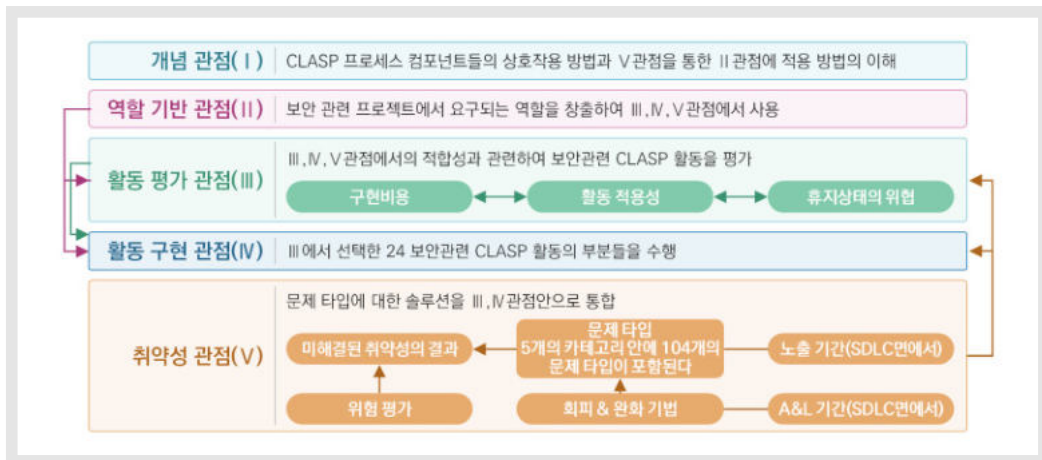 개념 관점(Ⅰ) CLASP 프로세스 컴포넌트들의 상호작용 방법과 Ⅴ관점을 통한 Ⅱ관점에 적용 방법의 이해
역할 기반 관점(Ⅱ) 보안 관련 프로젝트에서 요구되는 역할을 창출하여 Ⅲ,Ⅳ,Ⅴ관점에서 사용
활동 평가 관점(Ⅲ)
Ⅲ,Ⅳ,Ⅴ관점에서의 적합성과 관련하여 보안관련 CLASP 활동을 평가
구현비용 활동 적용성 휴지상태의 위협
활동 구현 관점(Ⅳ) Ⅲ에서 선택한 24 보안관련 CLASP 활동의 부분들을 수행
취약성 관점(Ⅴ)
문제 타입에 대한 솔루션을 Ⅲ,Ⅳ관점안으로 통합
미해결된 취약성의 결과
문제 타입
5개의 카테고리 안에 104개의
문제 타입이 포함된다
노출 기간(SDLC면에서)
위험 평가 회피 & 완화 기법 A&L 기간(SDLC면에서)